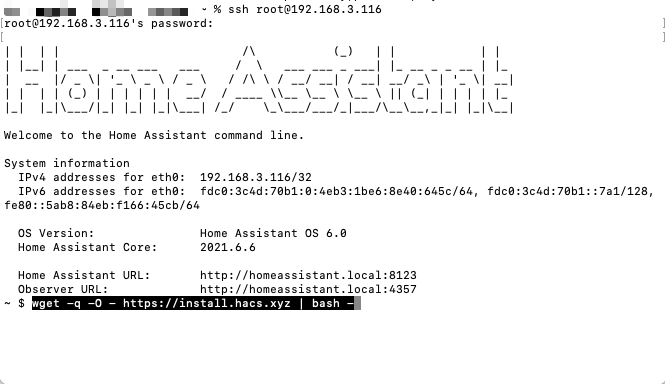 ~ % ssh root@192.168.3.116
[root@192.168.3.116's password: ]
[ ]
Home Assistant
Welcome to the Home Assistant command line.
System information
IPv4 addresses for eth0: 192.168.3.116/32
IPv6 addresses for eth0: fdc0:3c4d:70b1:0:4eb3:1be6:8e40:645c/64, fdc0:3c4d:70b1::7a1/128,
fe80::5ab8:84eb:f166:45cb/64
OS Version: Home Assistant OS 6.0
Home Assistant Core: 2021.6.6
Home Assistant URL: http://homeassistant.local:8123
Observer URL: http://homeassistant.local:4357
~ $ wget -q -O - https://install.hacs.xyz | bash -